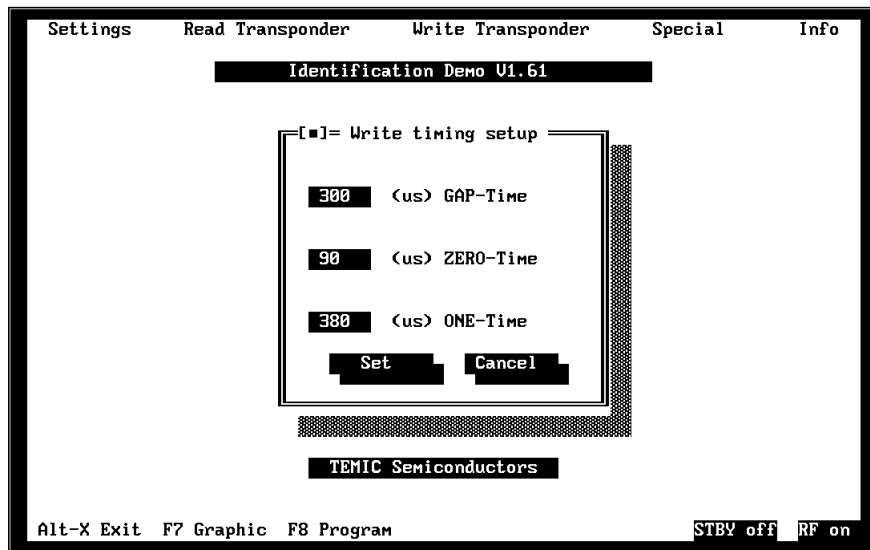 Settings Read Transponder Write Transponder Special Info
Identification Demo V1.61
[■] Write timing setup
300 (us) GAP-Time
90 (us) ZERO-Time
380 (us) ONE-Time
Set Cancel
TEMIC Semiconductors
Alt-X Exit F7 Graphic F8 Program STBY off RF on